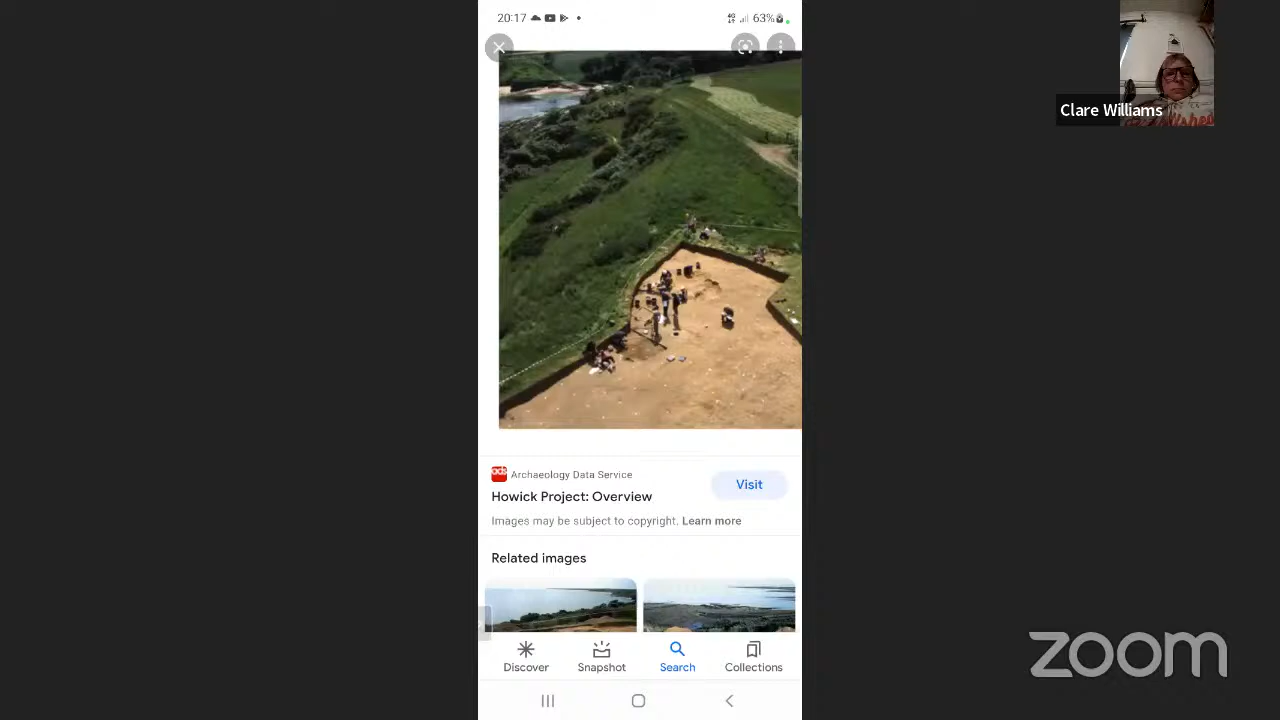 20:17
63%
Clare Williams
ads Archaeology Data Service
Howick Project: Overview
Visit
Images may be subject to copyright. Learn more
Related images
Discover Snapshot Search Collections
zoom